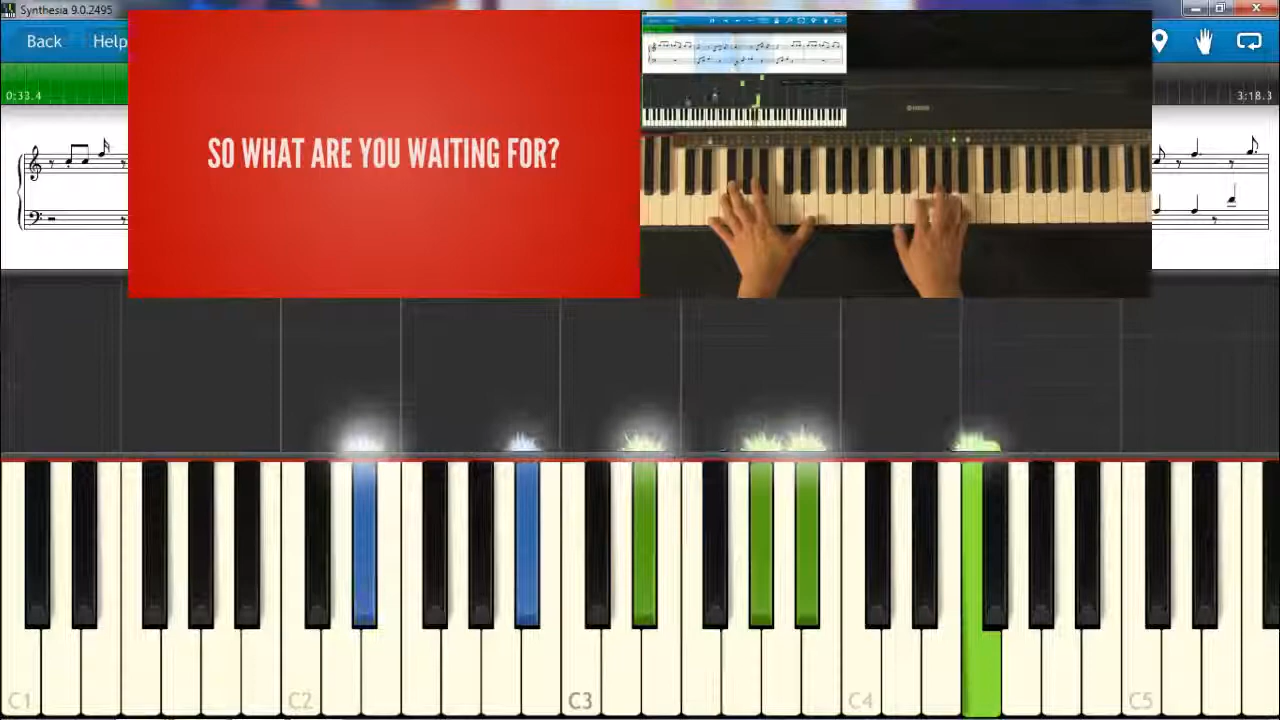 Synthesia 9.0.2495
Back
Help
0:33.4
3:18.3
SO WHAT ARE YOU WAITING FOR?
C1
C2
C3
C4
C5